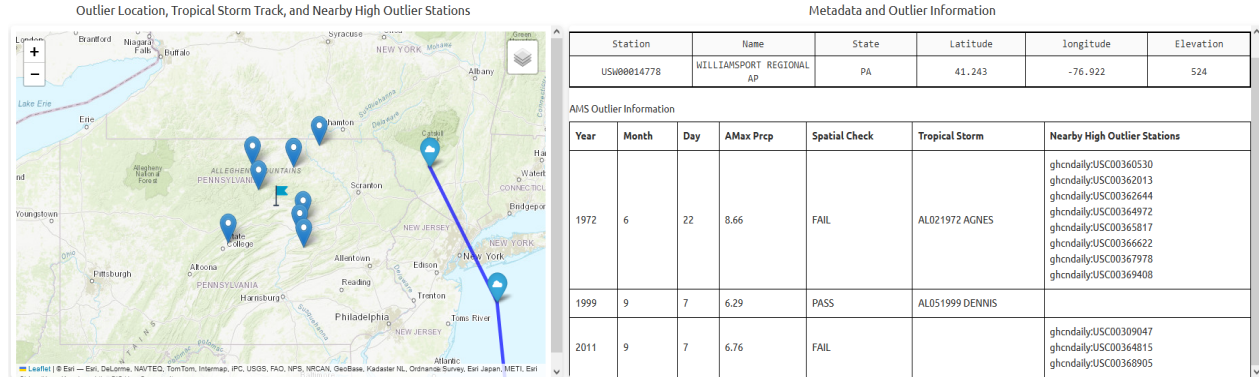 Outlier Location, Tropical Storm Track, and Nearby High Outlier Stations
+
−
Brantford
Niagara Falls
Buffalo
Syracuse
Mohawk
NEW YORK
Albany
Lake Erie
Erie
Susquehanna
Delaware
Catskill
Allegheny National Forest
ALLEGHENY MOUNTAINS
PENNSYLVANIA
Scranton
CONNECTICU
Waterb
Bridgepor
Youngstown
State College
NEW JERSEY
NEW YORK
New York
Ohio
Pittsburgh
Altoona
Allentown
Edison
Reading
PENNSYLVANIA
Harrisburg
Trenton
Philadelphia
Toms River
NEW JERSEY
Potomac
Atlantic
Leaflet | © Esri — Esri, DeLorme, NAVTEQ, TomTom, Intermap, iPC, USGS, FAO, NPS, NRCAN, GeoBase, Kadaster NL, Ordnance Survey, Esri Japan, METI, Esri
Metadata and Outlier Information
Station Name State Latitude longitude Elevation
USW00014778 WILLIAMSPORT REGIONAL AP PA 41.243 -76.922 524
AMS Outlier Information
Year Month Day AMax Prcp Spatial Check Tropical Storm Nearby High Outlier Stations
1972 6 22 8.66 FAIL AL021972 AGNES
ghcndaily:USC00360530
ghcndaily:USC00362013
ghcndaily:USC00362644
ghcndaily:USC00364972
ghcndaily:USC00365817
ghcndaily:USC00366622
ghcndaily:USC00367978
ghcndaily:USC00369408
1999 9 7 6.29 PASS AL051999 DENNIS
2011 9 7 6.76 FAIL
ghcndaily:USC00309047
ghcndaily:USC00364815
ghcndaily:USC00368905